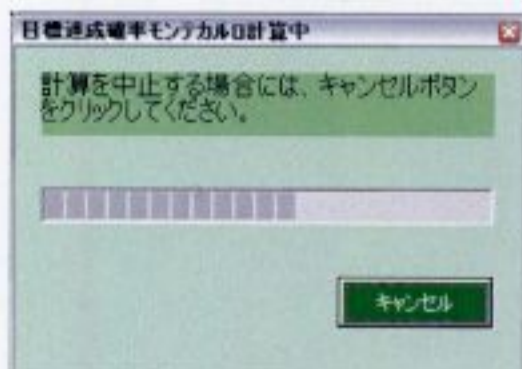 目標達成確率モンテカルロ計算中
計算を中止する場合には、キャンセルボタン
をクリックしてください。
キャンセル